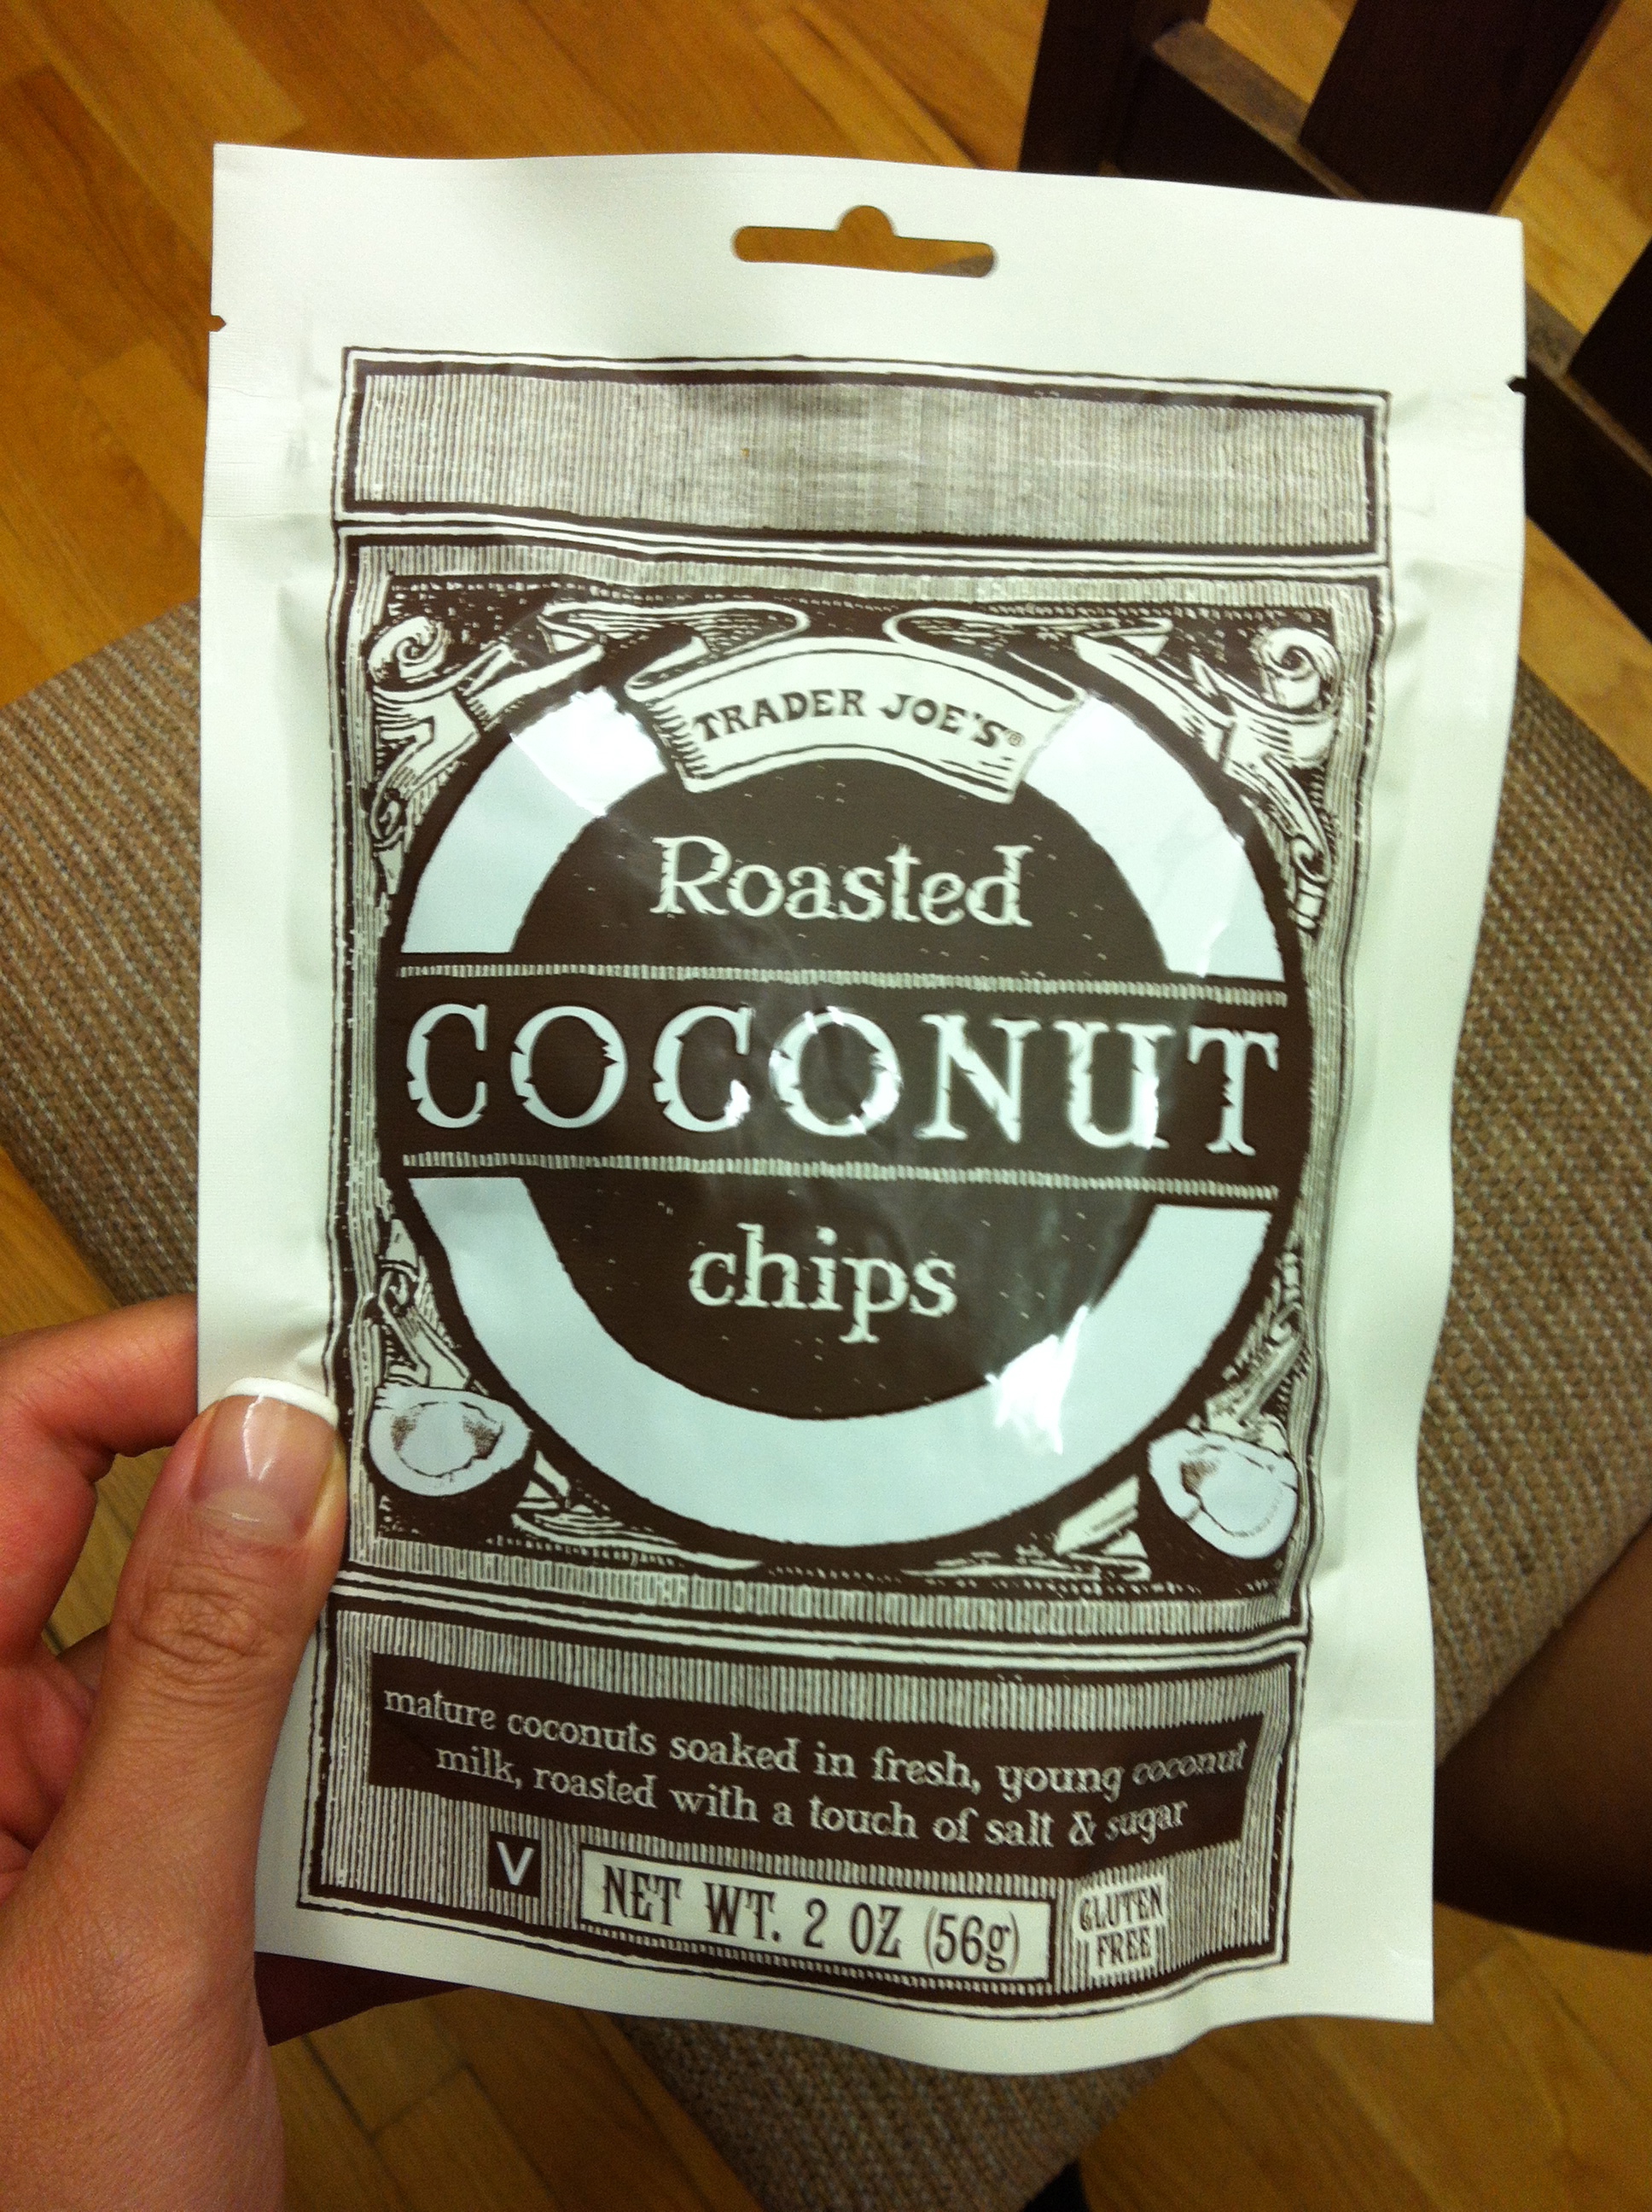 TRADER JOE'S®
Roasted
COCONUT
chips
mature coconuts soaked in fresh, young coconut
milk, roasted with a touch of salt & sugar
V
NET WT. 2 OZ (56g)
GLUTEN
FREE